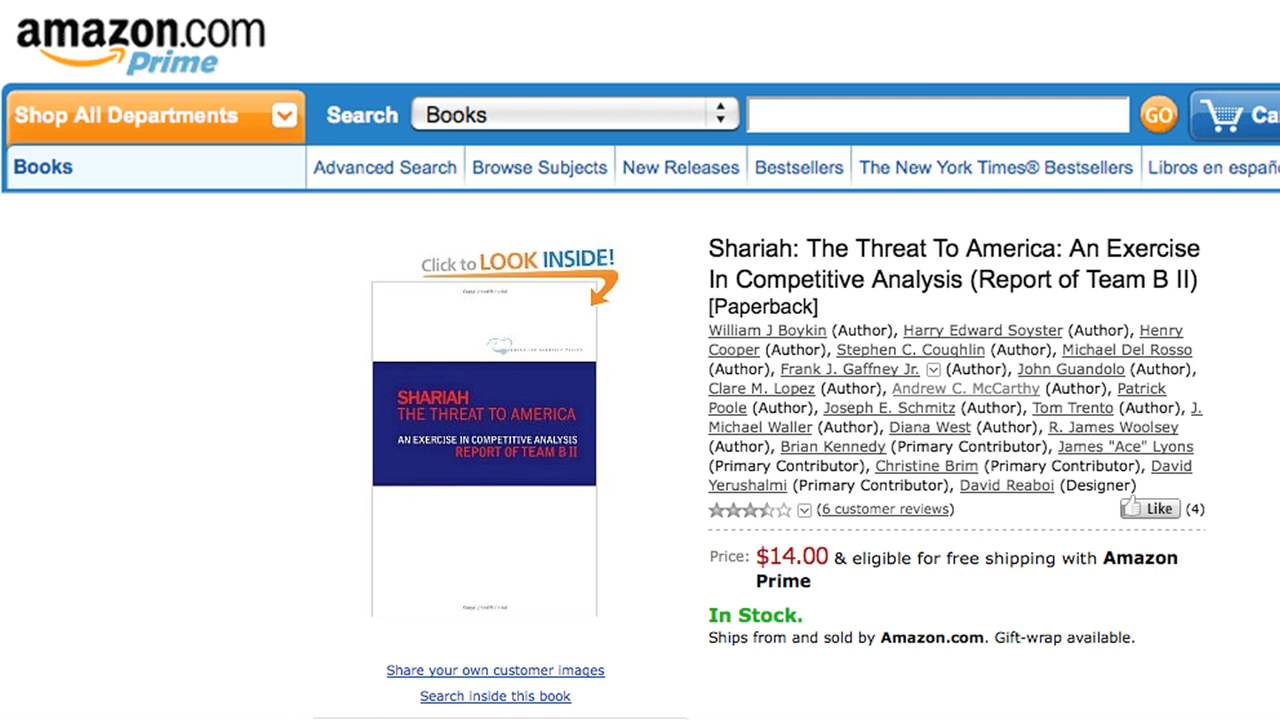 amazon.com
Prime
Shop All Departments
Search
Books
GO
Ca
Books
Advanced Search
Browse Subjects
New Releases
Bestsellers
The New York Times® Bestsellers
Libros en españ
Click to LOOK INSIDE!
SHARIAH
THE THREAT TO AMERICA
AN EXERCISE IN COMPETITIVE ANALYSIS
REPORT OF TEAM B II
Share your own customer images
Search inside this book
Shariah: The Threat To America: An Exercise
In Competitive Analysis (Report of Team B II)
[Paperback]
William J Boykin (Author), Harry Edward Soyster (Author), Henry
Cooper (Author), Stephen C. Coughlin (Author), Michael Del Rosso
(Author), Frank J. Gaffney Jr. (Author), John Guandolo (Author),
Clare M. Lopez (Author), Andrew C. McCarthy (Author), Patrick
Poole (Author), Joseph E. Schmitz (Author), Tom Trento (Author), J.
Michael Waller (Author), Diana West (Author), R. James Woolsey
(Author), Brian Kennedy (Primary Contributor), James "Ace" Lyons
(Primary Contributor), Christine Brim (Primary Contributor), David
Yerushalmi (Primary Contributor), David Reaboi (Designer)
(6 customer reviews)
Like (4)
Price: $14.00 & eligible for free shipping with Amazon
Prime
In Stock.
Ships from and sold by Amazon.com. Gift-wrap available.